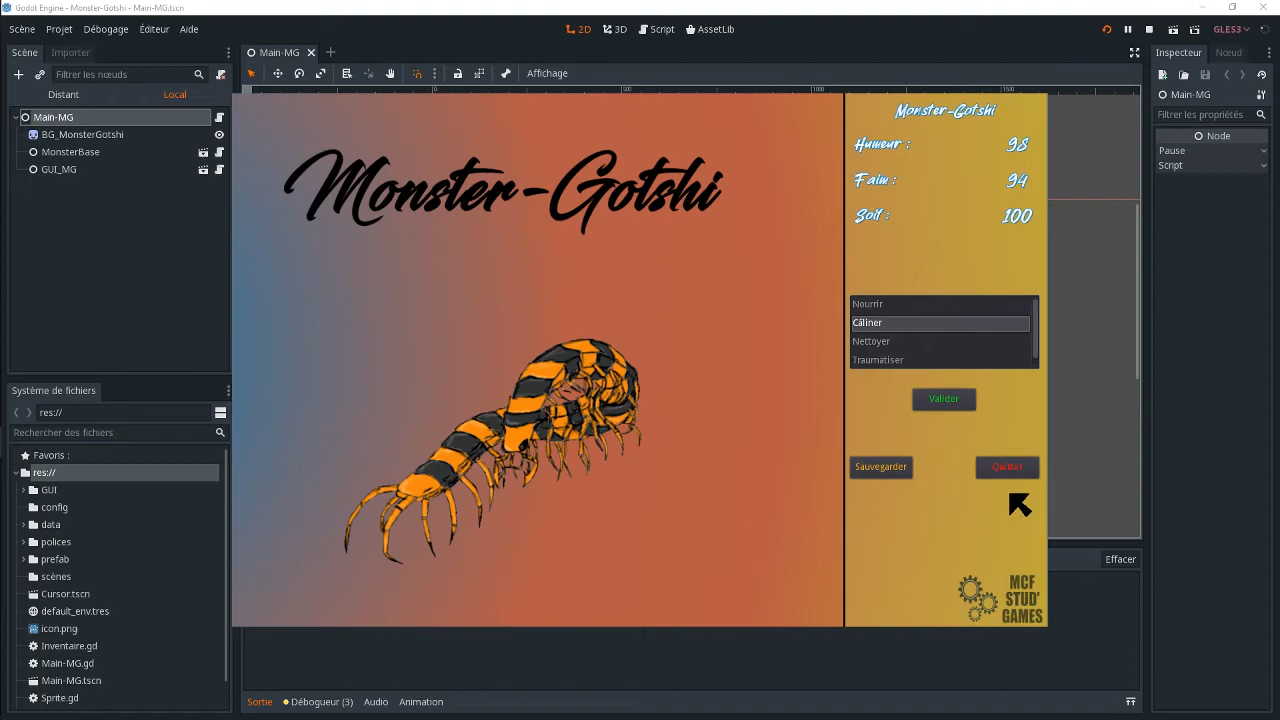 Godot Engine - Monster-Gotshi - Main-MG.tscn
Scène Projet Débogage Éditeur Aide
2D 3D Script AssetLib
GLES3
Scène Importer
Filtrer les nœuds
Distant Local
Main-MG
BG_MonsterGotshi
MonsterBase
GUI_MG
Système de fichiers
res://
Rechercher des fichiers
Favoris :
res://
GUI
config
data
polices
prefab
scènes
Cursor.tscn
default_env.tres
icon.png
Inventaire.gd
Main-MG.gd
Main-MG.tscn
Sprite.gd
Main-MG
Affichage
0 500 1000 1500
Monster-Gotshi
Monster-Gotshi
Humeur : 98
Faim : 94
Soif : 100
Nourrir
Câliner
Nettoyer
Traumatiser
Valider
Sauvegarder Quitter
MCF
STUD'
GAMES
Effacer
Sortie Débogueur (3) Audio Animation
Inspecteur Nœud
Main-MG
Filtrer les propriétés
Node
Pause
Script